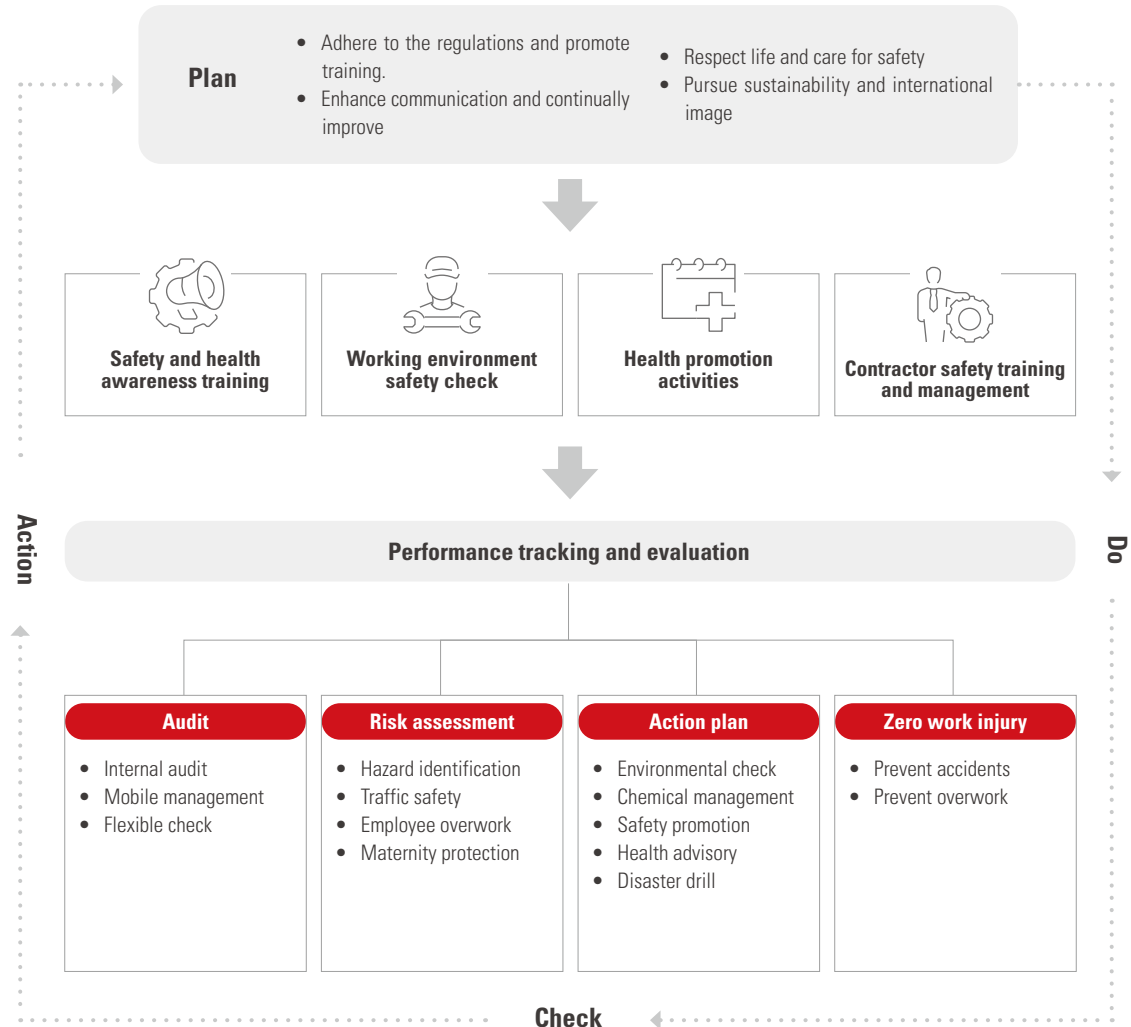 Plan
• Adhere to the regulations and promote
training.
• Enhance communication and continually
improve
• Respect life and care for safety
• Pursue sustainability and international
image
Safety and health
awareness training
Working environment
safety check
Health promotion
activities
Contractor safety training
and management
Action
Do
Performance tracking and evaluation
Audit
• Internal audit
• Mobile management
• Flexible check
Risk assessment
• Hazard identification
• Traffic safety
• Employee overwork
• Maternity protection
Action plan
• Environmental check
• Chemical management
• Safety promotion
• Health advisory
• Disaster drill
Zero work injury
• Prevent accidents
• Prevent overwork
Check